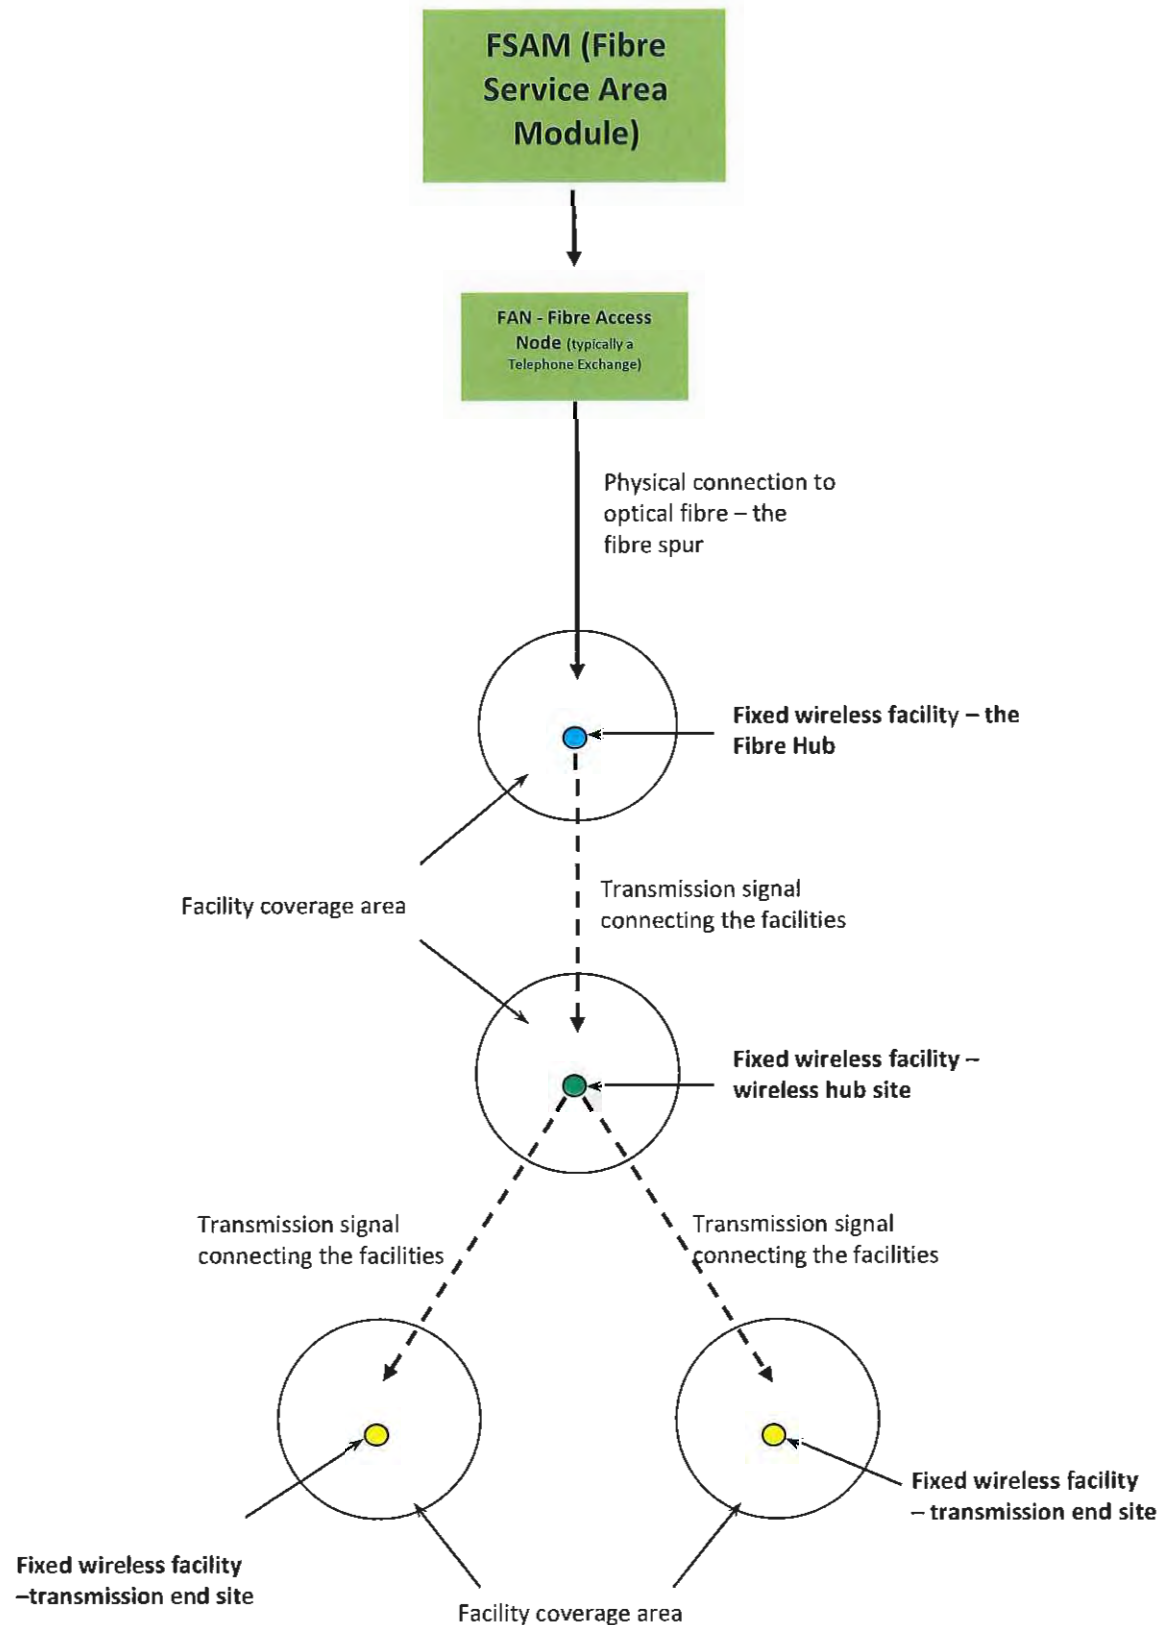 FSAM (Fibre
Service Area
Module)
FAN - Fibre Access
Node (typically a
Telephone Exchange)
Physical connection to
optical fibre – the
fibre spur
Fixed wireless facility – the
Fibre Hub
Transmission signal
connecting the facilities
Facility coverage area
Fixed wireless facility –
wireless hub site
Transmission signal
connecting the facilities
Transmission signal
connecting the facilities
Fixed wireless facility
– transmission end site
Fixed wireless facility
–transmission end site
Facility coverage area